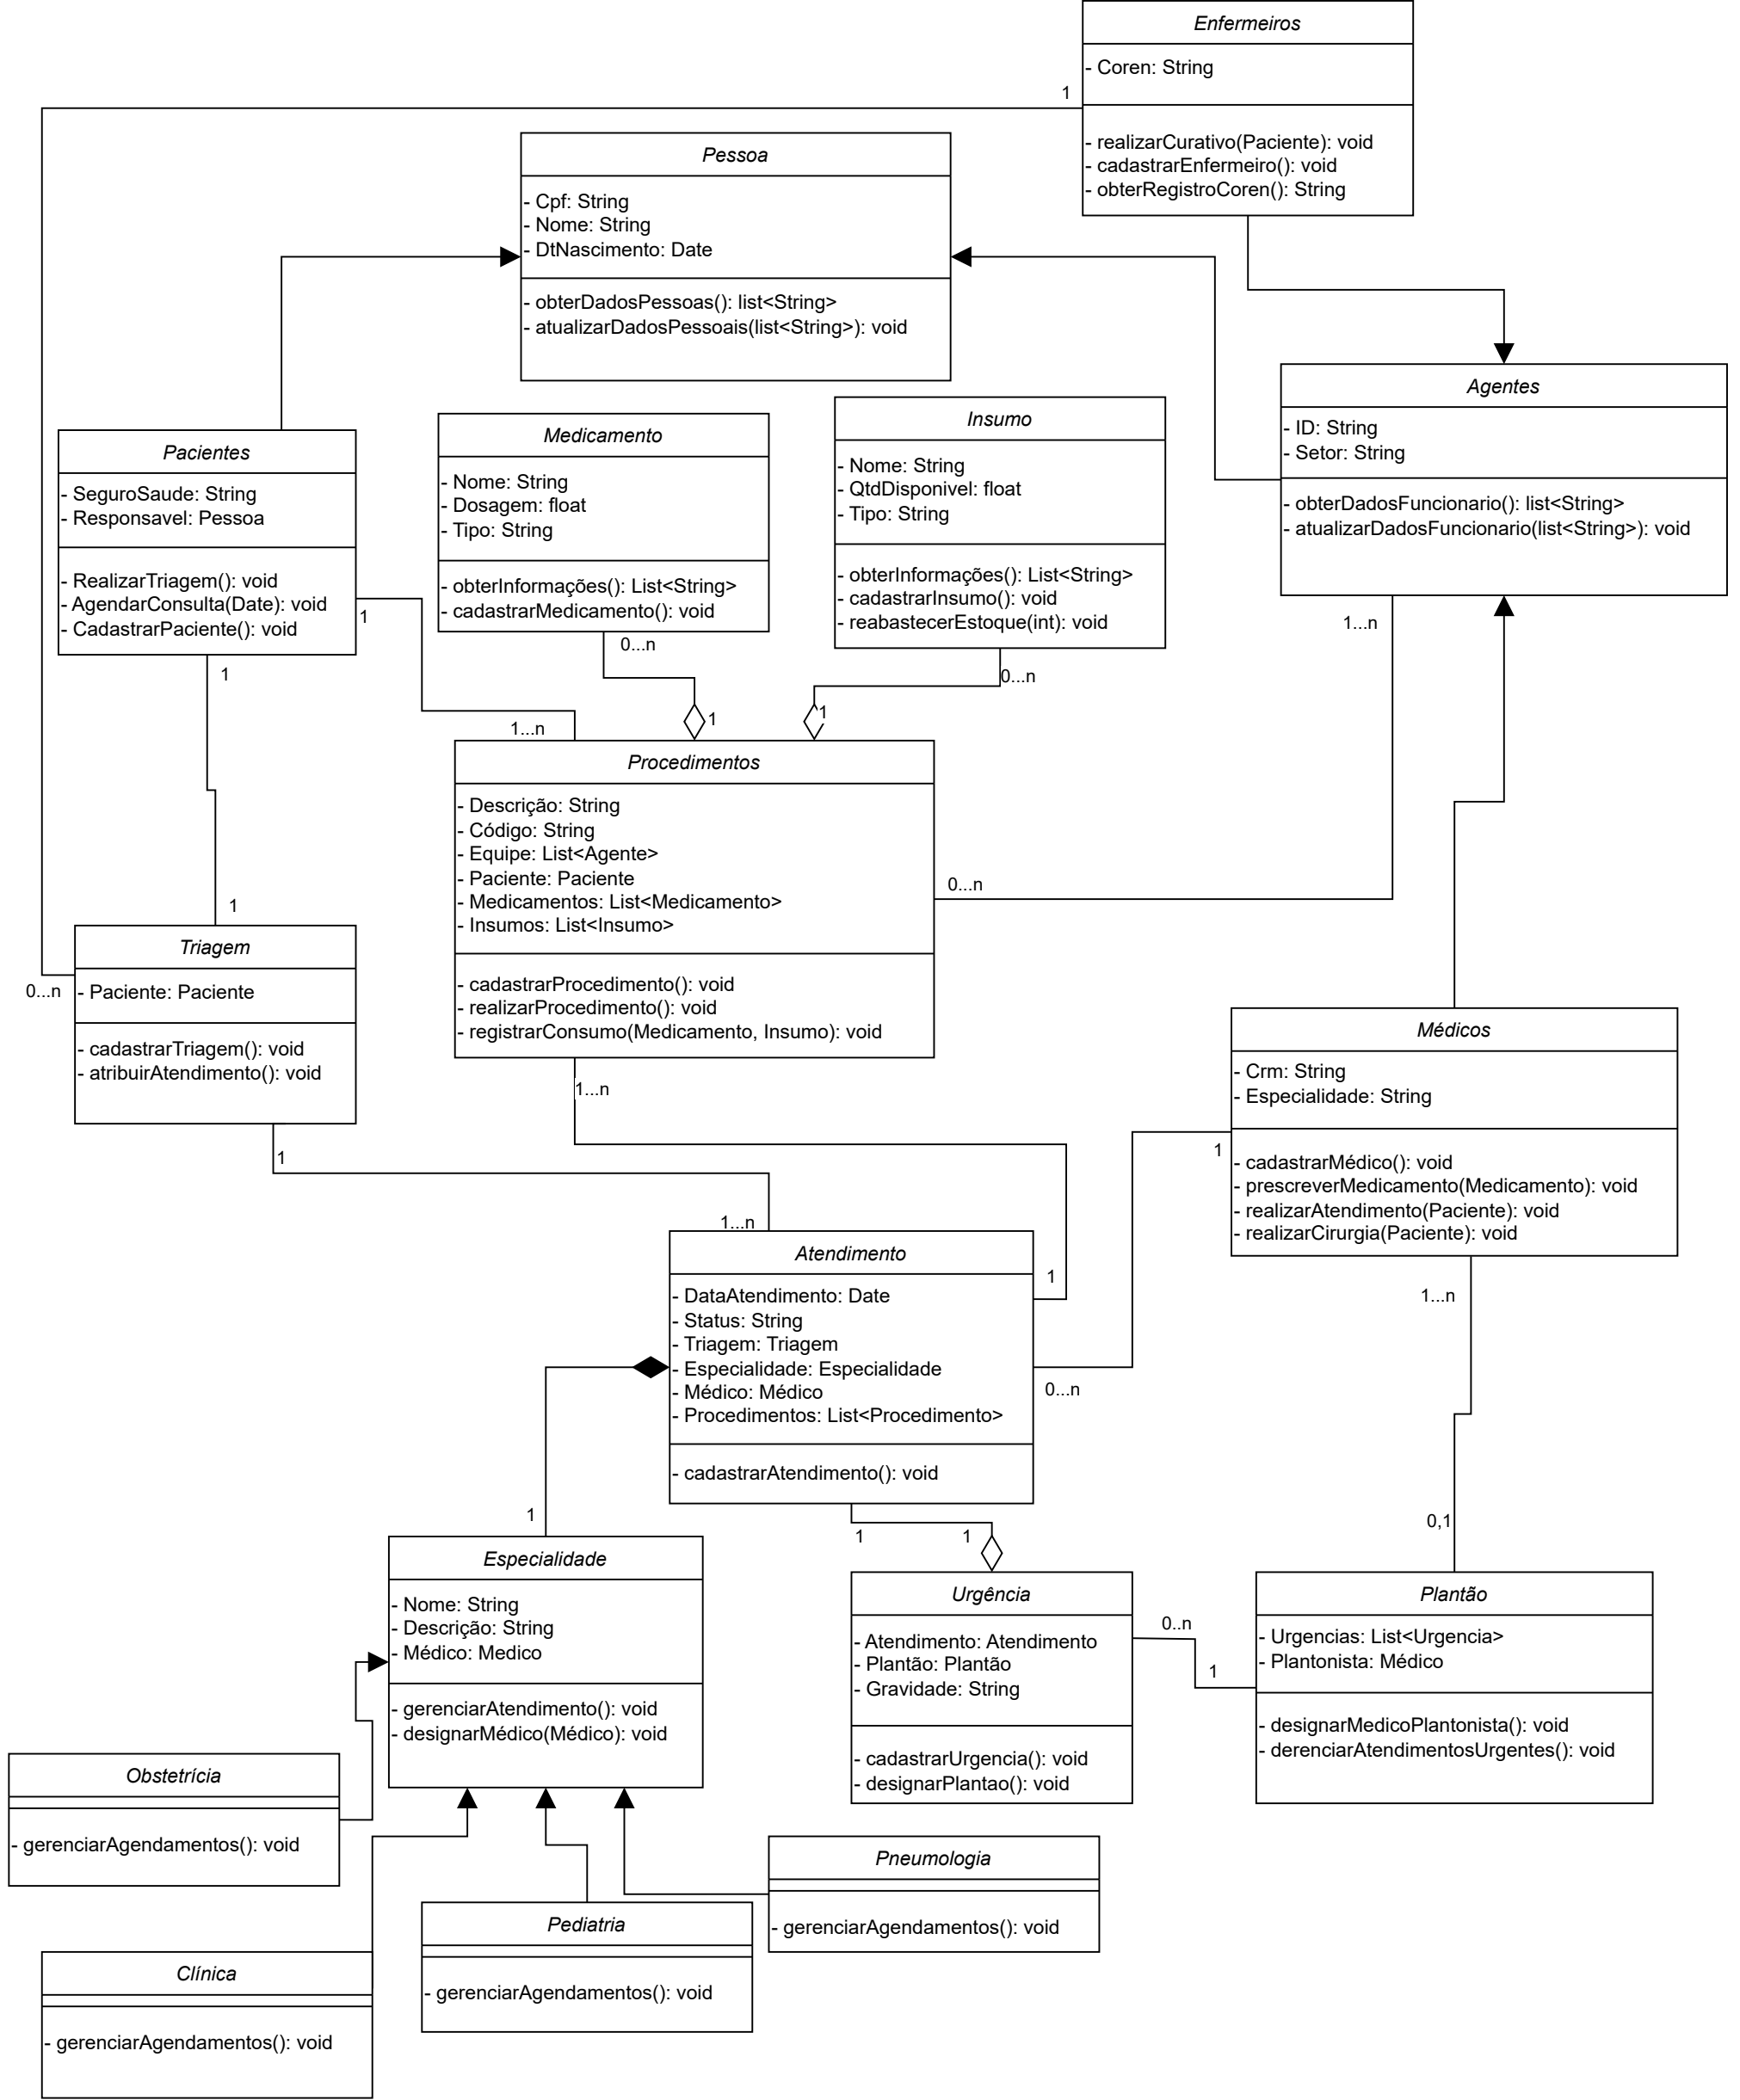 Enfermeiros
- Coren: String
- realizarCurativo(Paciente): void
- cadastrarEnfermeiro(): void
- obterRegistroCoren(): String
1
Pessoa
- Cpf: String
- Nome: String
- DtNascimento: Date
- obterDadosPessoas(): list<String>
- atualizarDadosPessoais(list<String>): void
Agentes
- ID: String
- Setor: String
- obterDadosFuncionario(): list<String>
- atualizarDadosFuncionario(list<String>): void
1...n
Pacientes
- SeguroSaude: String
- Responsavel: Pessoa
- RealizarTriagem(): void
- AgendarConsulta(Date): void
- CadastrarPaciente(): void
1
1
Medicamento
- Nome: String
- Dosagem: float
- Tipo: String
- obterInformações(): List<String>
- cadastrarMedicamento(): void
0...n
1
Insumo
- Nome: String
- QtdDisponivel: float
- Tipo: String
- obterInformações(): List<String>
- cadastrarInsumo(): void
- reabastecerEstoque(int): void
0...n
1
1...n
Procedimentos
- Descrição: String
- Código: String
- Equipe: List<Agente>
- Paciente: Paciente
- Medicamentos: List<Medicamento>
- Insumos: List<Insumo>
- cadastrarProcedimento(): void
- realizarProcedimento(): void
- registrarConsumo(Medicamento, Insumo): void
0...n
1...n
1
Triagem
- Paciente: Paciente
- cadastrarTriagem(): void
- atribuirAtendimento(): void
0...n
1
Médicos
- Crm: String
- Especialidade: String
- cadastrarMédico(): void
- prescreverMedicamento(Medicamento): void
- realizarAtendimento(Paciente): void
- realizarCirurgia(Paciente): void
1
1...n
1...n
Atendimento
- DataAtendimento: Date
- Status: String
- Triagem: Triagem
- Especialidade: Especialidade
- Médico: Médico
- Procedimentos: List<Procedimento>
- cadastrarAtendimento(): void
1
0...n
1
1
1
0,1
Especialidade
- Nome: String
- Descrição: String
- Médico: Medico
- gerenciarAtendimento(): void
- designarMédico(Médico): void
Urgência
- Atendimento: Atendimento
- Plantão: Plantão
- Gravidade: String
- cadastrarUrgencia(): void
- designarPlantao(): void
0..n
1
Plantão
- Urgencias: List<Urgencia>
- Plantonista: Médico
- designarMedicoPlantonista(): void
- derenciarAtendimentosUrgentes(): void
Obstetrícia
- gerenciarAgendamentos(): void
Pneumologia
- gerenciarAgendamentos(): void
Pediatria
- gerenciarAgendamentos(): void
Clínica
- gerenciarAgendamentos(): void